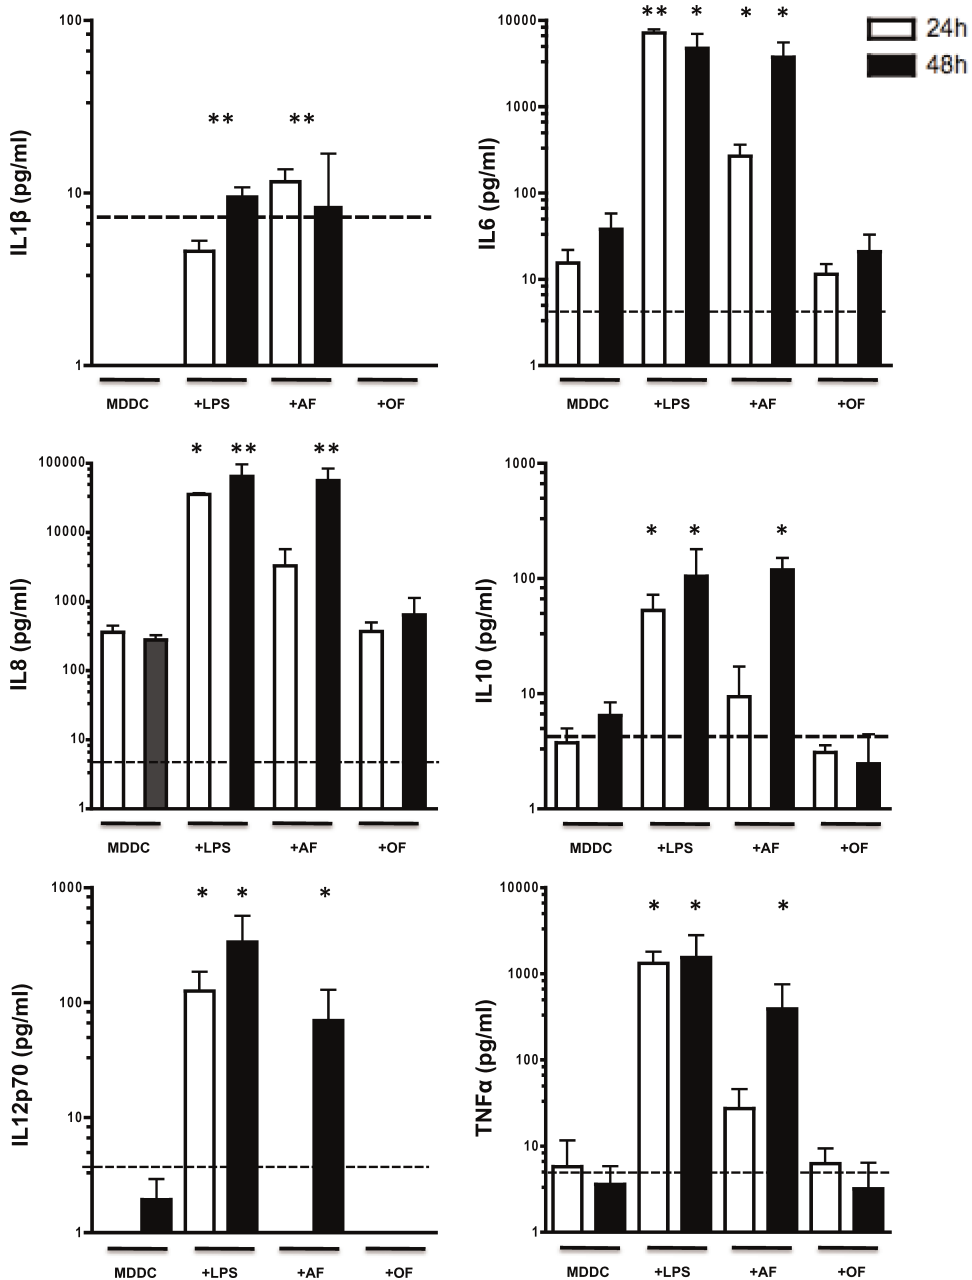 24h
48h
IL1β (pg/ml)
100
10
1
** **
MDDC +LPS +AF +OF
IL6 (pg/ml)
10000
1000
100
10
1
** * * *
MDDC +LPS +AF +OF
IL8 (pg/ml)
100000
10000
1000
100
10
1
* ** **
MDDC +LPS +AF +OF
IL10 (pg/ml)
1000
100
10
1
* * *
MDDC +LPS +AF +OF
IL12p70 (pg/ml)
1000
100
10
1
* * *
MDDC +LPS +AF +OF
TNFα (pg/ml)
10000
1000
100
10
1
* * *
MDDC +LPS +AF +OF